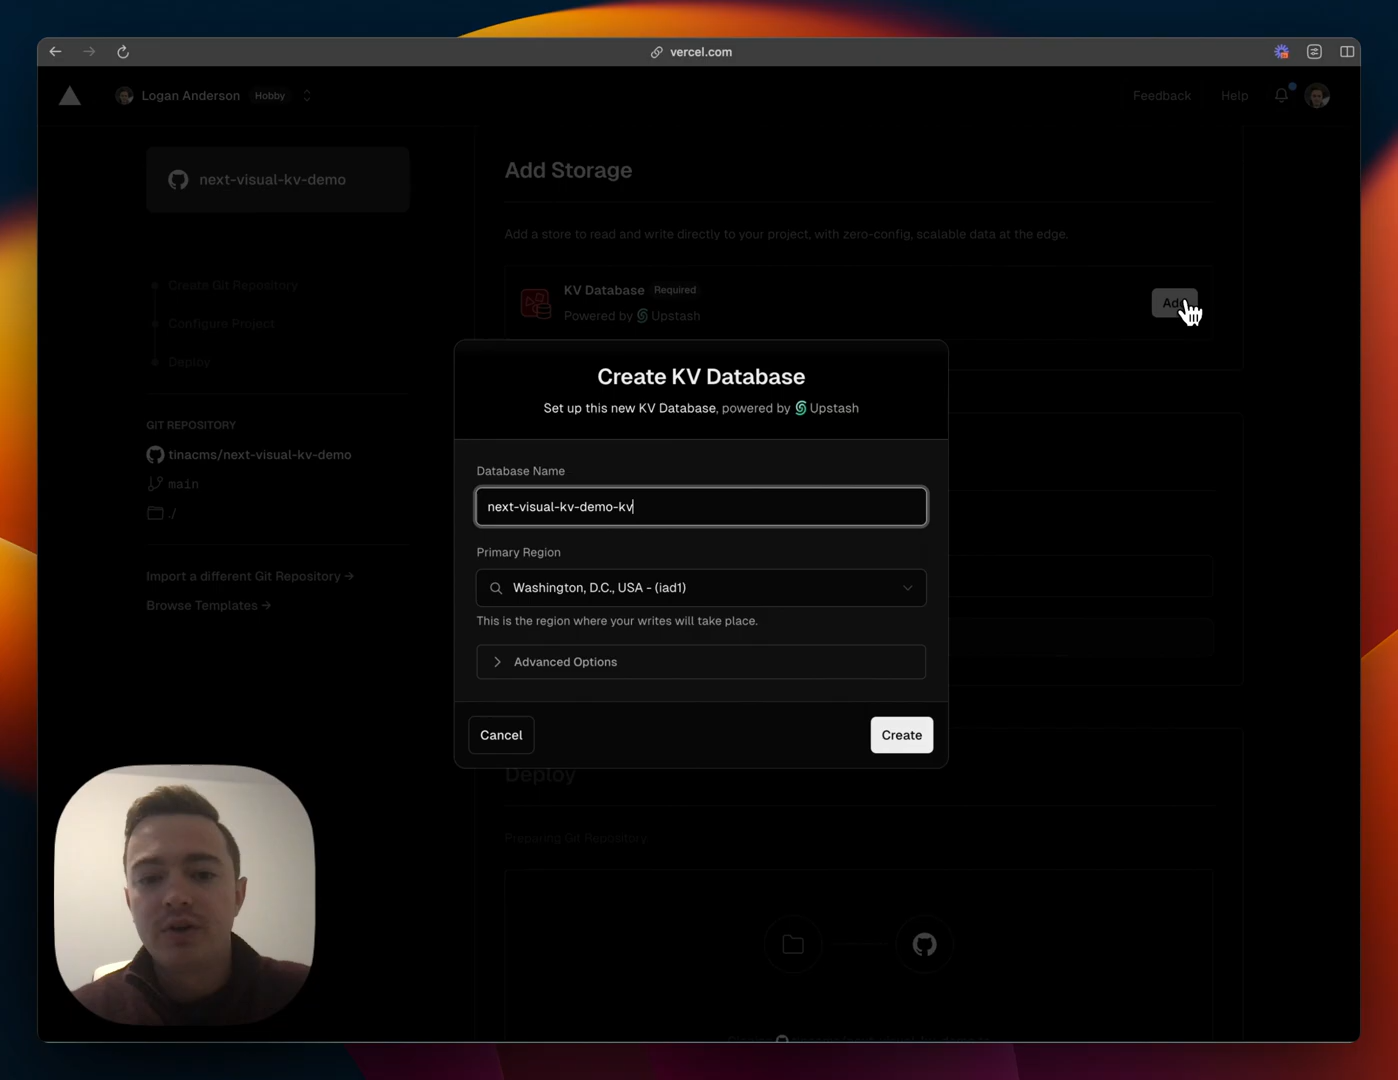 vercel.com
Logan Anderson Hobby
Feedback Help
next-visual-kv-demo
Create Git Repository
Configure Project
Deploy
GIT REPOSITORY
tinacms/next-visual-kv-demo
main
./
Import a different Git Repository →
Browse Templates →
Add Storage
Add a store to read and write directly to your project, with zero-config, scalable data at the edge.
KV Database Required
Powered by Upstash
Create KV Database
Set up this new KV Database, powered by Upstash
Database Name
next-visual-kv-demo-kv
Primary Region
Washington, D.C., USA - (iad1)
This is the region where your writes will take place.
Advanced Options
Cancel
Create
Deploy
Preparing Git Repository